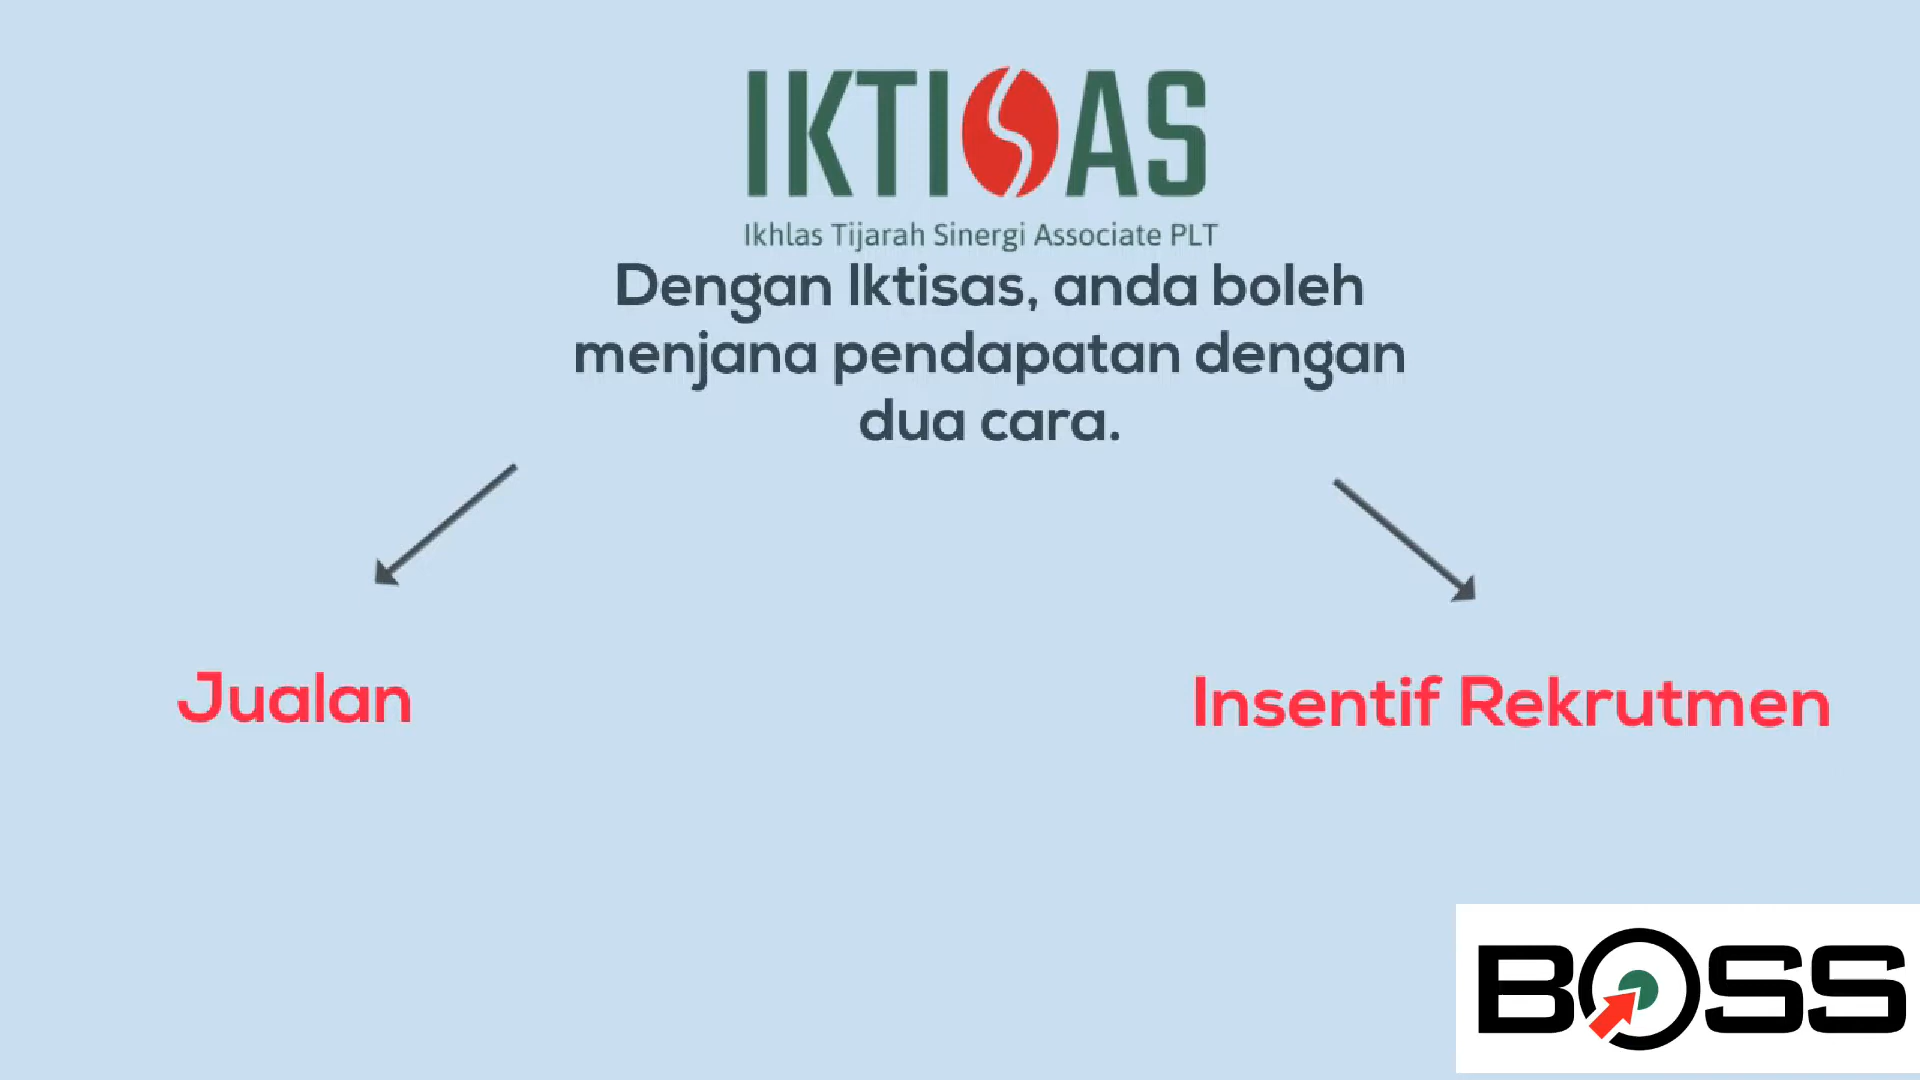 IKTISAS
Ikhlas Tijarah Sinergi Associate PLT
Dengan Iktisas, anda boleh
menjana pendapatan dengan
dua cara.
Jualan
Insentif Rekrutmen
BOSS